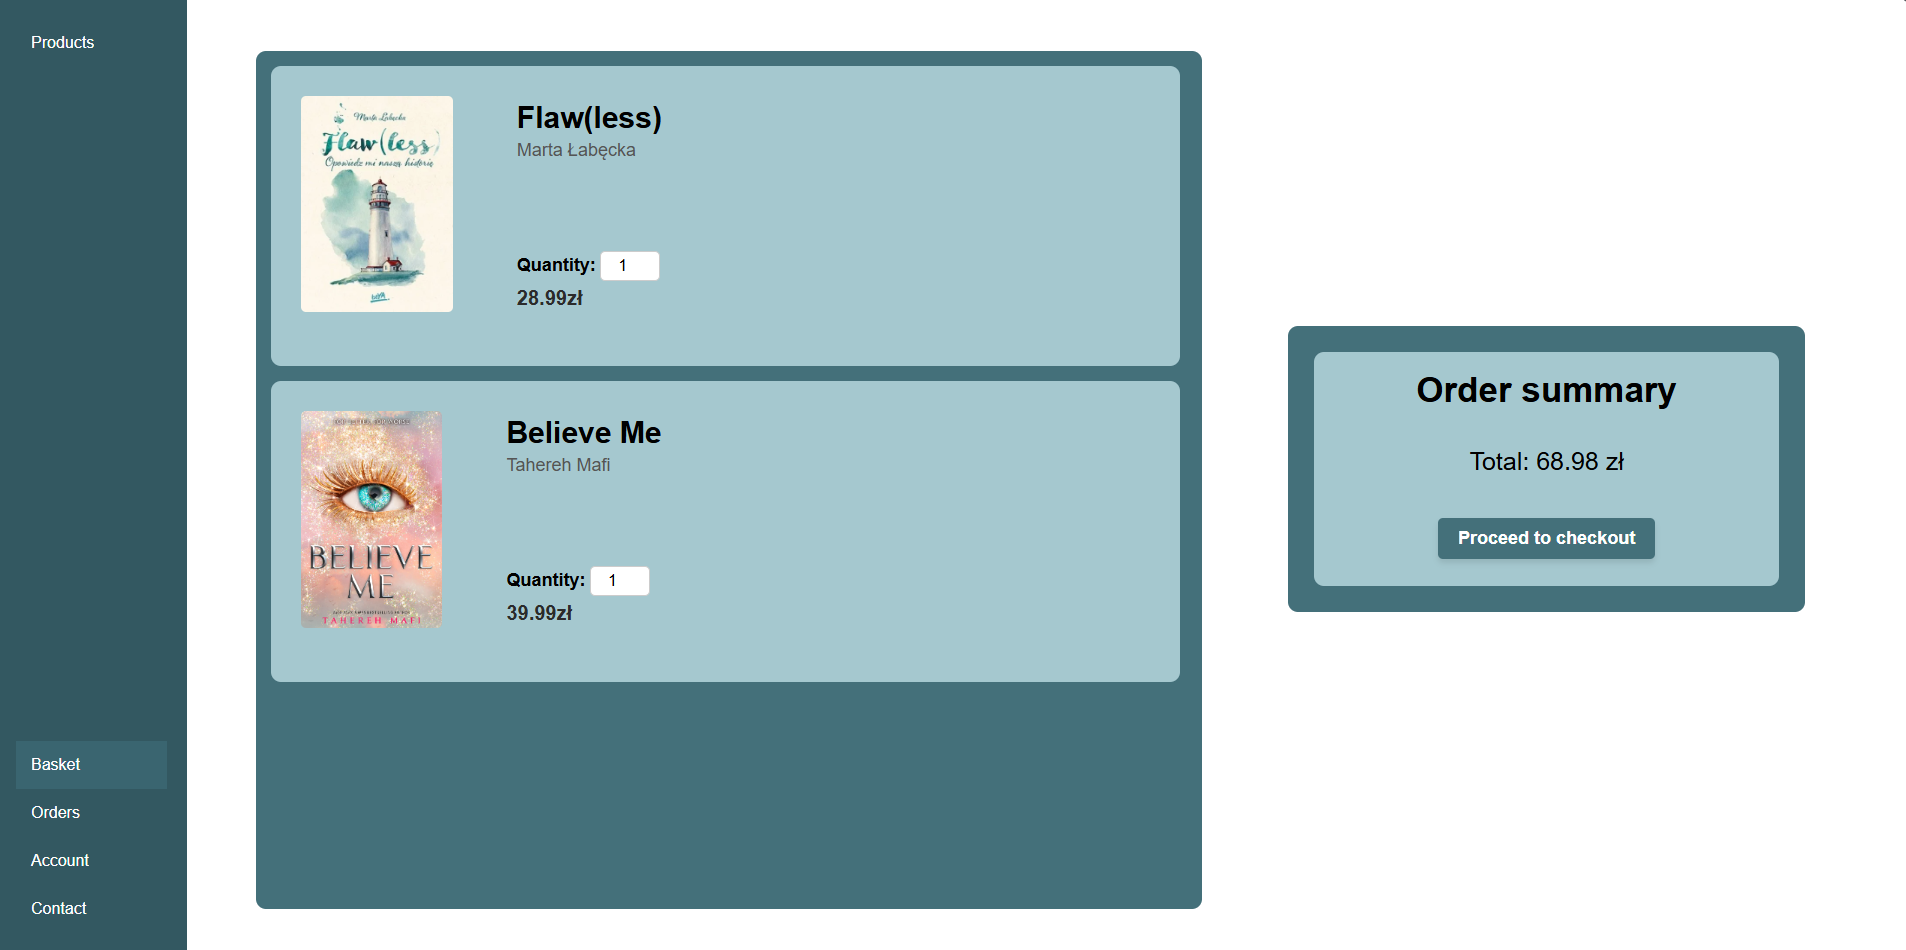 Products
Basket
Orders
Account
Contact
Marta Łabęcka
Flaw(less)
Opowiedz mi naszą historię
Flaw(less)
Marta Łabęcka
Quantity: 1
28.99zł
BELIEVE
ME
TAHEREH MAFI
Believe Me
Tahereh Mafi
Quantity: 1
39.99zł
Order summary
Total: 68.98 zł
Proceed to checkout